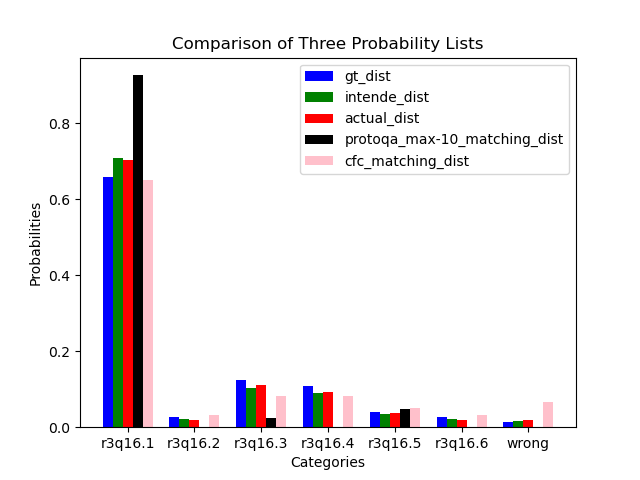 Comparison of Three Probability Lists
gt_dist
intende_dist
actual_dist
protoqa_max-10_matching_dist
cfc_matching_dist
Probabilities
0.8
0.6
0.4
0.2
0.0
r3q16.1 r3q16.2 r3q16.3 r3q16.4 r3q16.5 r3q16.6 wrong
Categories